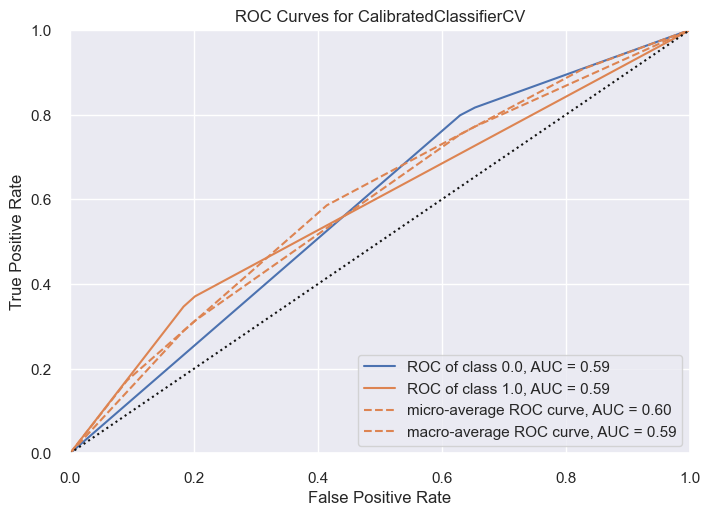 ROC Curves for CalibratedClassifierCV
1.0
0.8
0.6
0.4
0.2
0.0
True Positive Rate
ROC of class 0.0, AUC = 0.59
ROC of class 1.0, AUC = 0.59
micro-average ROC curve, AUC = 0.60
macro-average ROC curve, AUC = 0.59
0.0 0.2 0.4 0.6 0.8 1.0
False Positive Rate